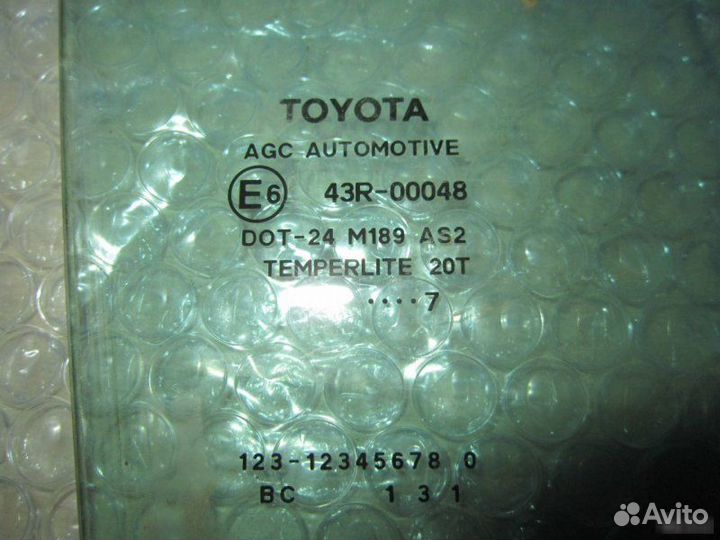 TOYOTA
AGC AUTOMOTIVE
E6 43R-00048
DOT-24 M189 AS2
TEMPERLITE 20T
····7
123-12345678 0
BC 1 3 1
Avito